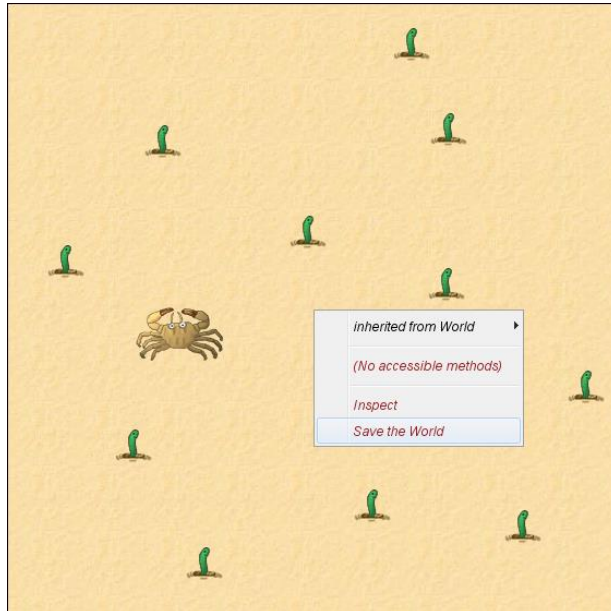 inherited from World
(No accessible methods)
Inspect
Save the World